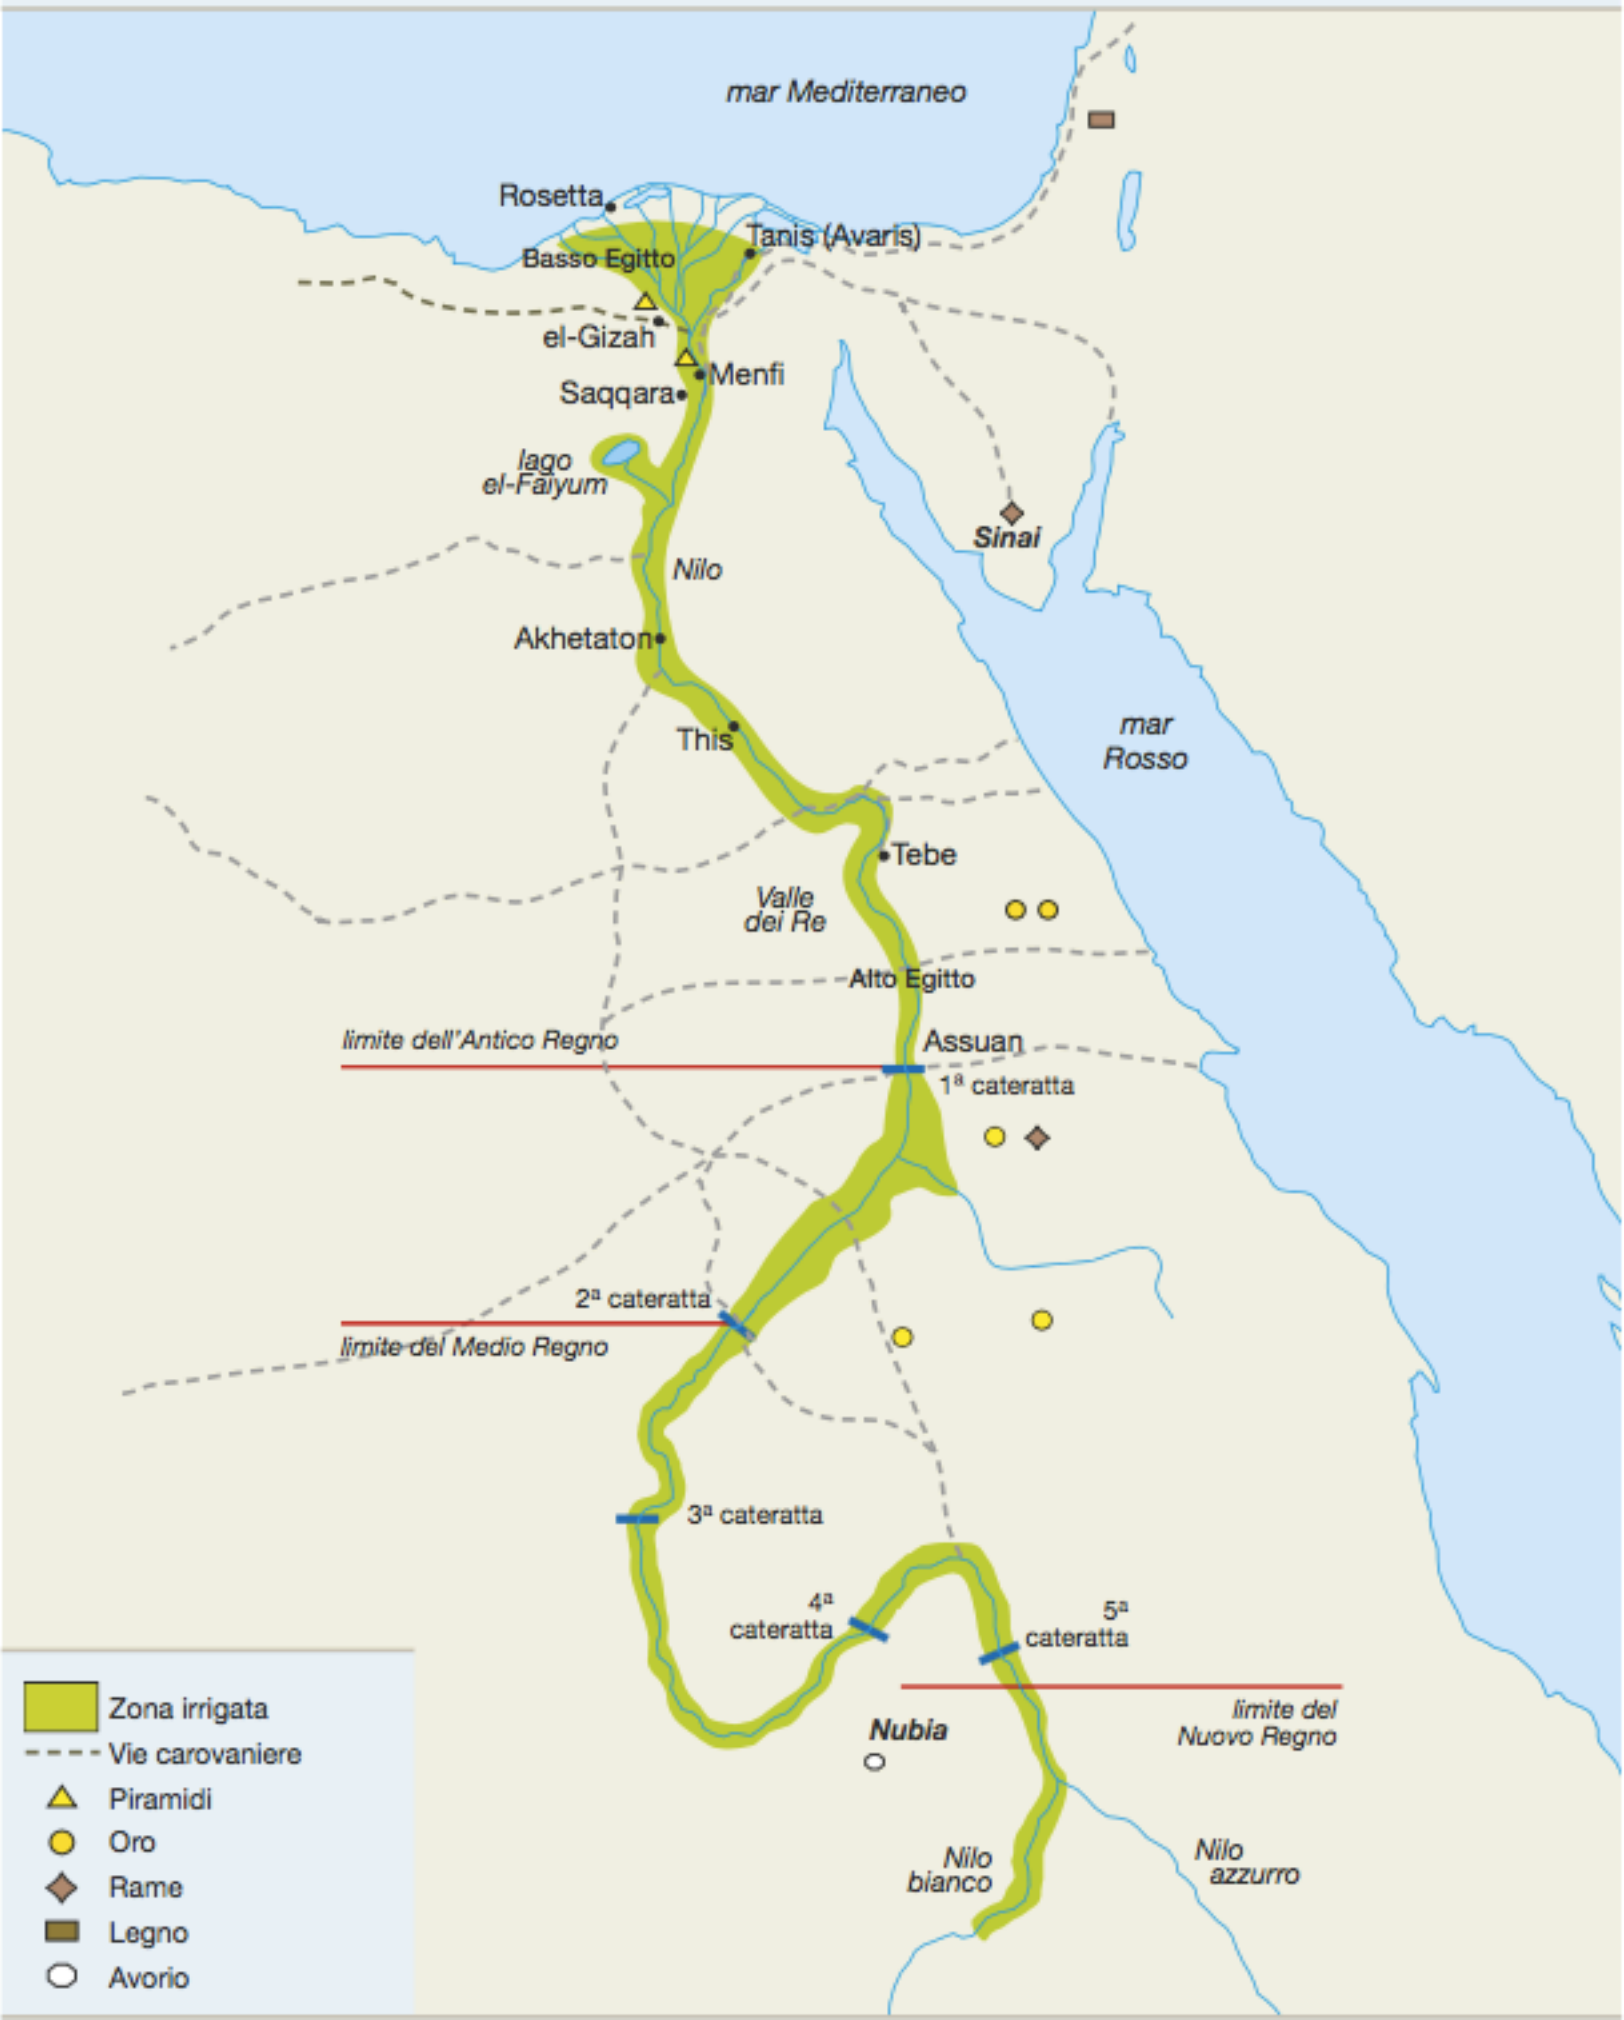 mar Mediterraneo
Rosetta
Tanis (Avaris)
Basso Egitto
el-Gizah
Menfi
Saqqara
lago
el-Faiyum
Sinai
Nilo
Akhetaton
This
mar
Rosso
Tebe
Valle
dei Re
Alto Egitto
limite dell'Antico Regno
Assuan
1ª cateratta
2ª cateratta
limite del Medio Regno
3ª cateratta
4ª
cateratta
5ª
cateratta
limite del
Nuovo Regno
Nubia
Nilo
bianco
Nilo
azzurro
Zona irrigata
Vie carovaniere
Piramidi
Oro
Rame
Legno
Avorio